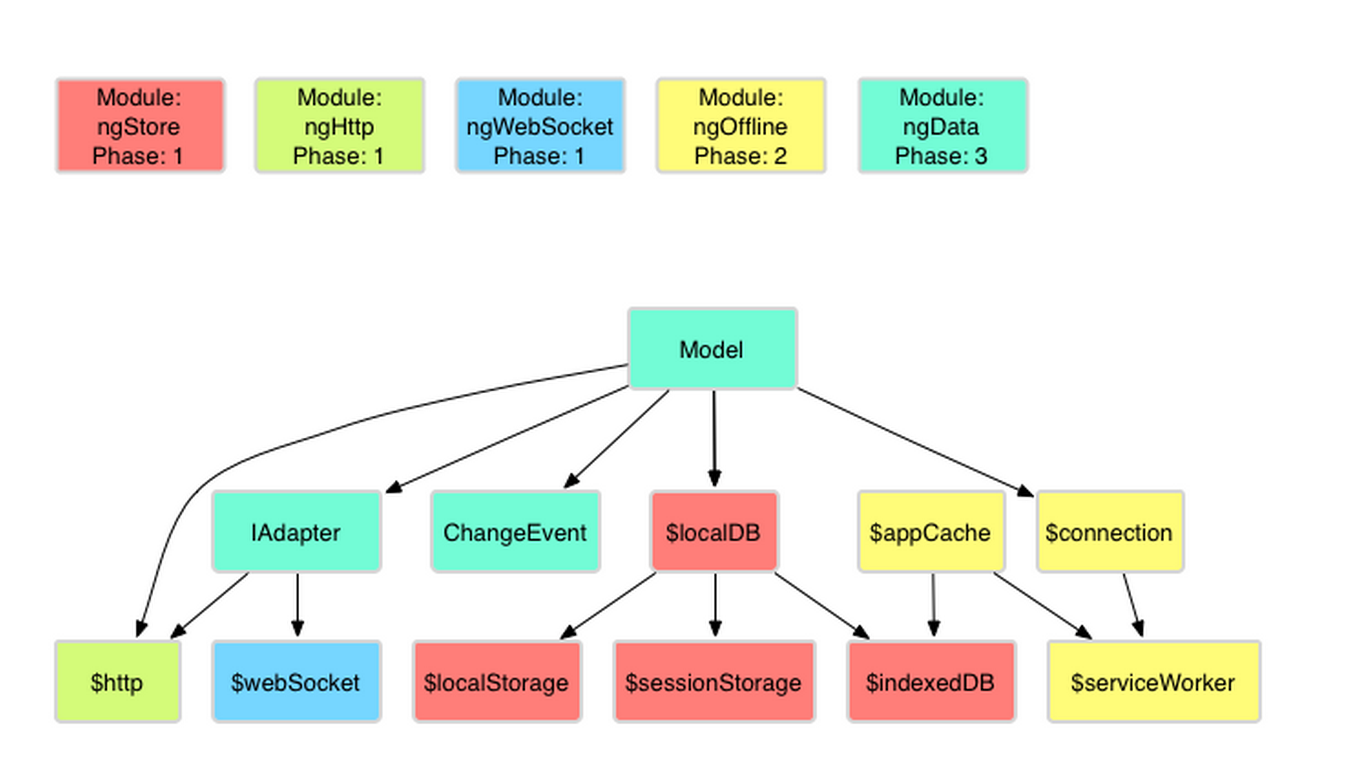 Module:
ngStore
Phase: 1
Module:
ngHttp
Phase: 1
Module:
ngWebSocket
Phase: 1
Module:
ngOffline
Phase: 2
Module:
ngData
Phase: 3
Model
IAdapter
ChangeEvent
$localDB
$appCache
$connection
$http
$webSocket
$localStorage
$sessionStorage
$indexedDB
$serviceWorker